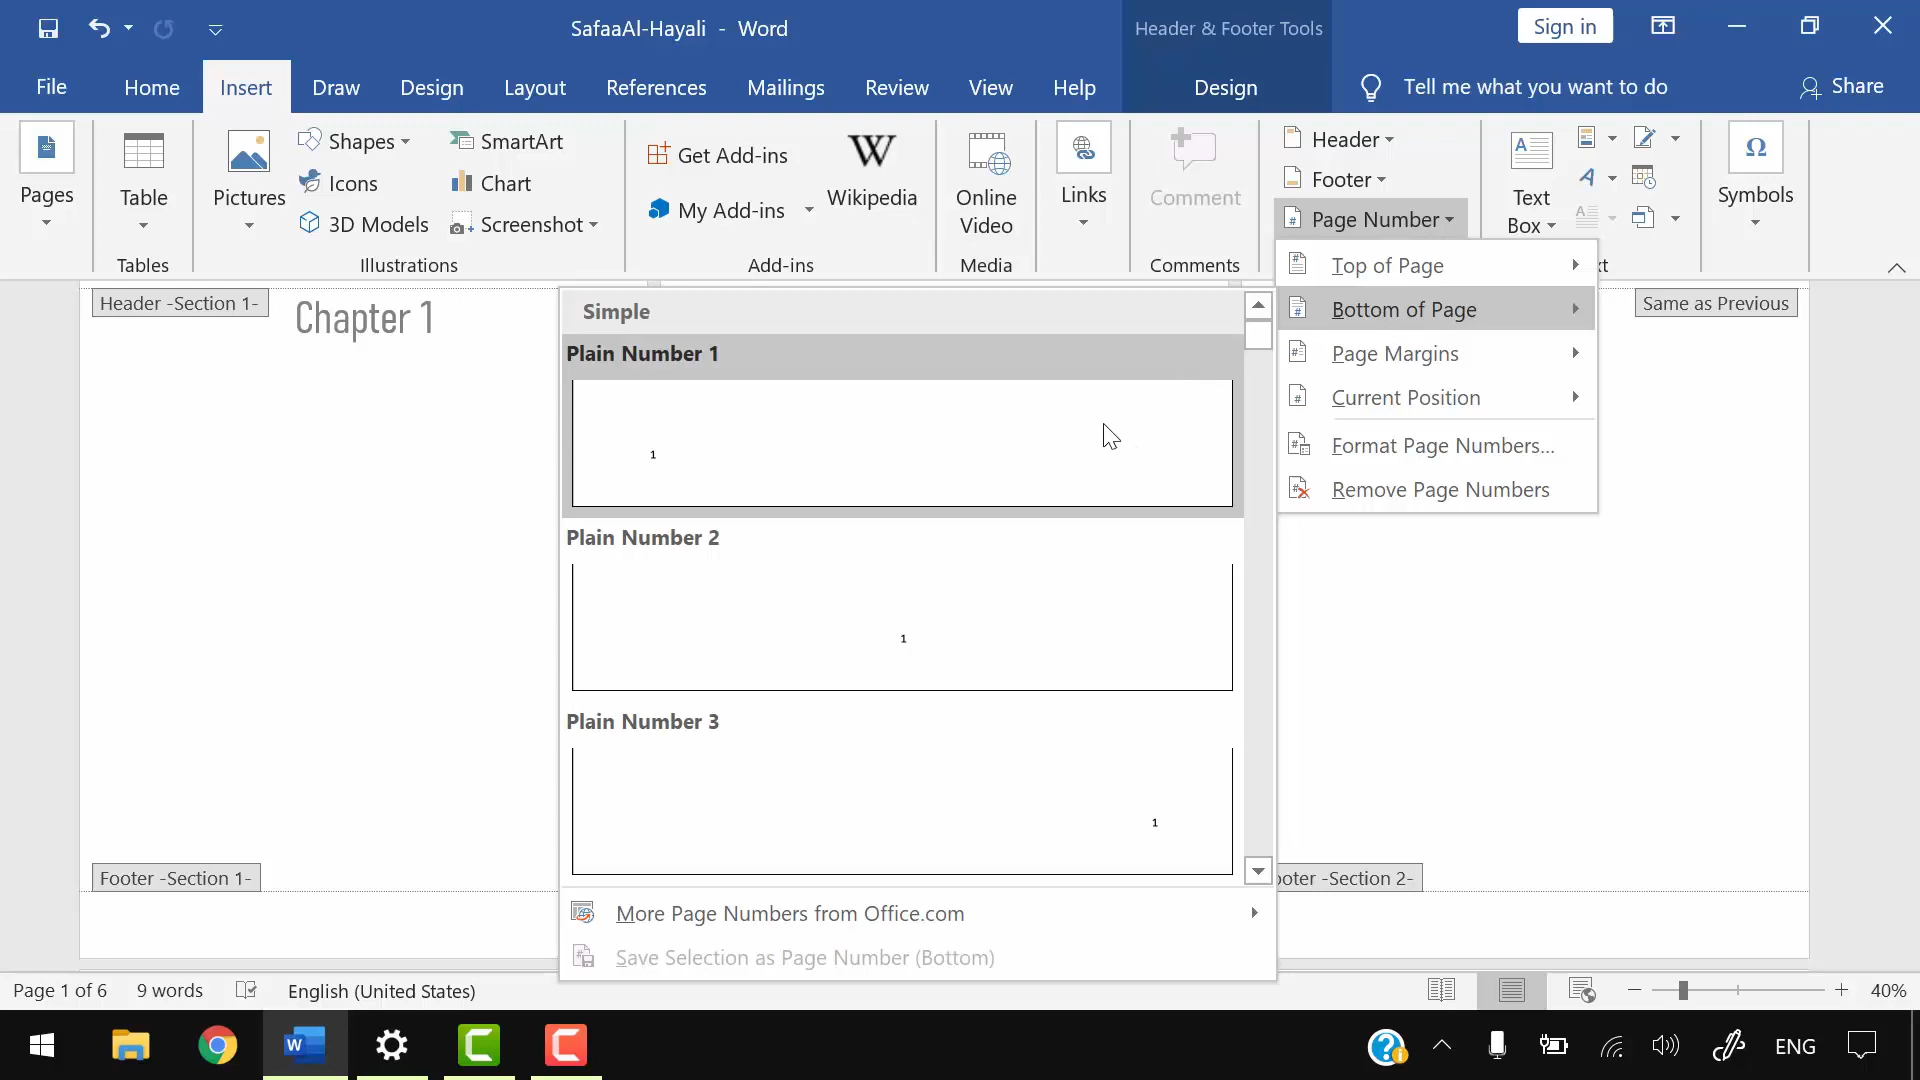 SafaaAl-Hayali - Word
Header & Footer Tools
Sign in
File
Home
Insert
Draw
Design
Layout
References
Mailings
Review
View
Help
Design
Tell me what you want to do
Share
Pages
Table
Pictures
Shapes
Icons
3D Models
SmartArt
Chart
Screenshot
Get Add-ins
My Add-ins
W
Wikipedia
Online
Video
Links
Comment
Header
Footer
Page Number
Text
Box
Symbols
Tables
Illustrations
Add-ins
Media
Comments
Top of Page
Bottom of Page
Page Margins
Current Position
Format Page Numbers...
Remove Page Numbers
Header -Section 1-
Chapter 1
Same as Previous
Simple
Plain Number 1
1
Plain Number 2
1
Plain Number 3
1
More Page Numbers from Office.com
Save Selection as Page Number (Bottom)
Footer -Section 1-
ooter -Section 2-
Page 1 of 6
9 words
English (United States)
40%
ENG